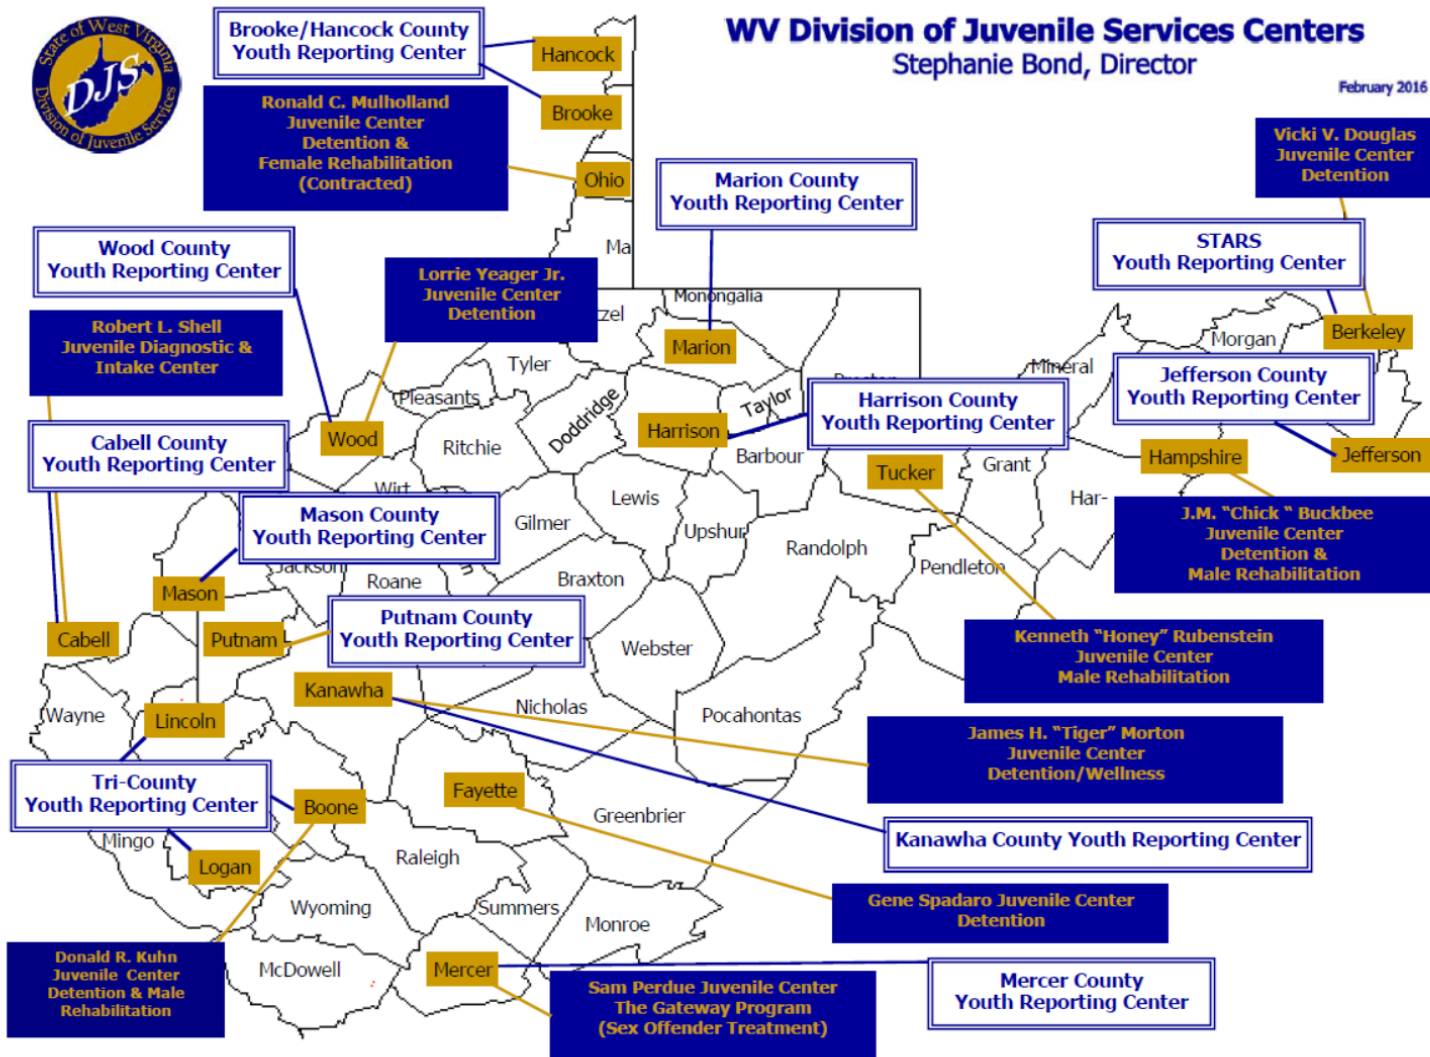 State of West Virginia
DJS
Division of Juvenile Services
WV Division of Juvenile Services Centers
Stephanie Bond, Director
February 2016
Brooke/Hancock County
Youth Reporting Center
Hancock
Brooke
Ronald C. Mulholland
Juvenile Center
Detention &
Female Rehabilitation
(Contracted)
Ohio
Marion County
Youth Reporting Center
Vicki V. Douglas
Juvenile Center
Detention
STARS
Youth Reporting Center
Wood County
Youth Reporting Center
Ma
Lorrie Yeager Jr.
Juvenile Center
Detention
Monongalia
tzel
Robert L. Shell
Juvenile Diagnostic &
Intake Center
Marion
Tyler
Mineral
Morgan
Berkeley
Jefferson County
Youth Reporting Center
Pleasants
Doddridge
Taylor
Harrison County
Youth Reporting Center
Cabell County
Youth Reporting Center
Wood
Ritchie
Harrison
Barbour
Tucker
Grant
Hampshire
Jefferson
Wirt
Lewis
Har-
Mason County
Youth Reporting Center
Gilmer
Upshur
Randolph
Pendleton
J.M. “Chick “ Buckbee
Juvenile Center
Detention &
Male Rehabilitation
Jackson
Roane
Braxton
Mason
Putnam County
Youth Reporting Center
Cabell
Putnam
Webster
Kenneth “Honey” Rubenstein
Juvenile Center
Male Rehabilitation
Kanawha
Nicholas
Pocahontas
Wayne
Lincoln
James H. “Tiger” Morton
Juvenile Center
Detention/Wellness
Tri-County
Youth Reporting Center
Boone
Fayette
Greenbrier
Kanawha County Youth Reporting Center
Mingo
Logan
Raleigh
Gene Spadaro Juvenile Center
Detention
Wyoming
Summers
Monroe
Donald R. Kuhn
Juvenile Center
Detention & Male
Rehabilitation
McDowell
Mercer
Sam Perdue Juvenile Center
The Gateway Program
(Sex Offender Treatment)
Mercer County
Youth Reporting Center